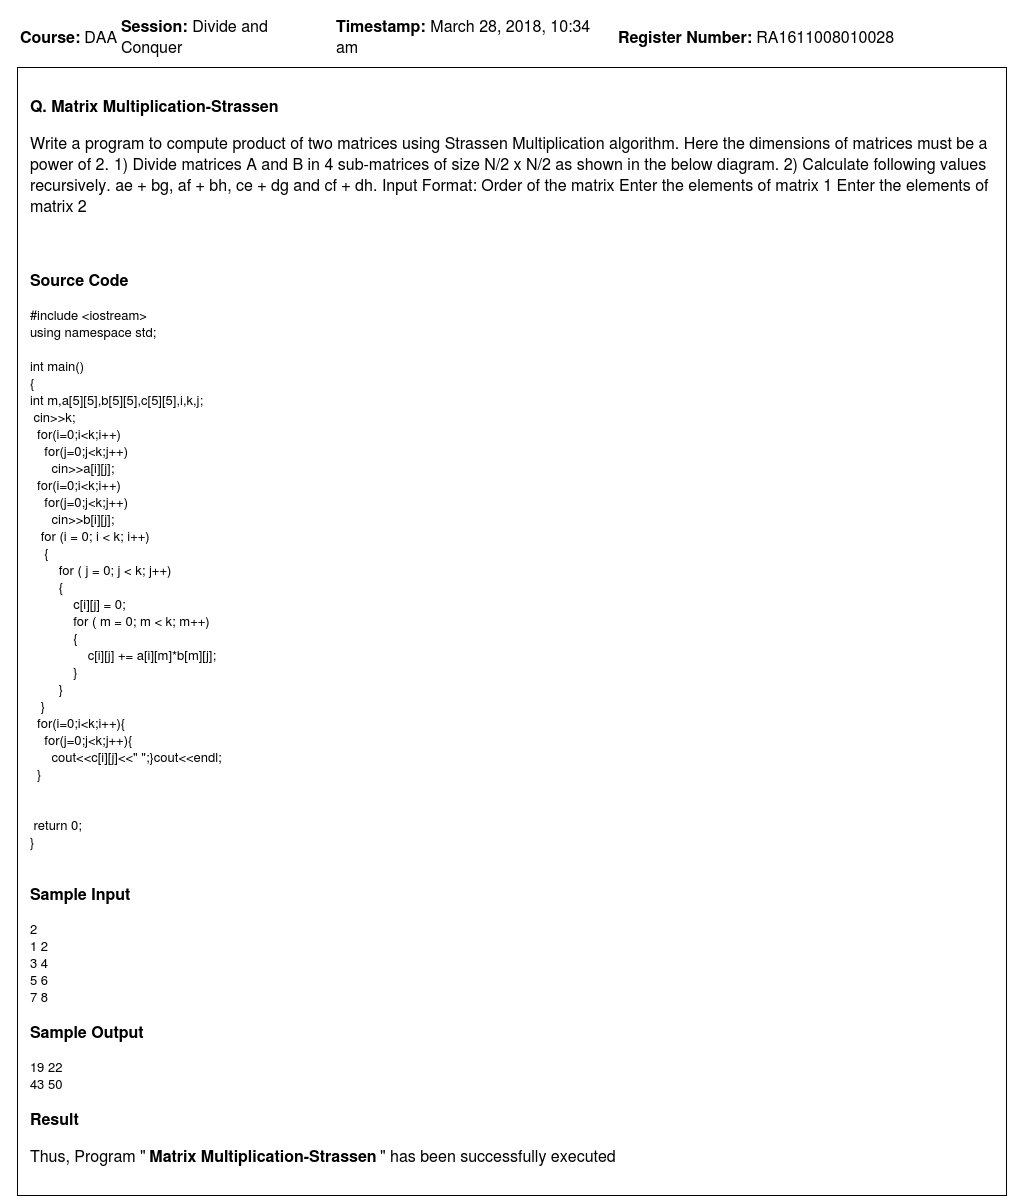 Course: DAA Session: Divide and Conquer Timestamp: March 28, 2018, 10:34 am Register Number: RA1611008010028
Q. Matrix Multiplication-Strassen
Write a program to compute product of two matrices using Strassen Multiplication algorithm. Here the dimensions of matrices must be a
power of 2. 1) Divide matrices A and B in 4 sub-matrices of size N/2 x N/2 as shown in the below diagram. 2) Calculate following values
recursively. ae + bg, af + bh, ce + dg and cf + dh. Input Format: Order of the matrix Enter the elements of matrix 1 Enter the elements of
matrix 2
Source Code
#include <iostream>
using namespace std;
int main()
{
int m,a[5][5],b[5][5],c[5][5],i,k,j;
cin>>k;
for(i=0;i<k;i++)
for(j=0;j<k;j++)
cin>>a[i][j];
for(i=0;i<k;i++)
for(j=0;j<k;j++)
cin>>b[i][j];
for (i = 0; i < k; i++)
{
for ( j = 0; j < k; j++)
{
c[i][j] = 0;
for ( m = 0; m < k; m++)
{
c[i][j] += a[i][m]*b[m][j];
}
}
}
for(i=0;i<k;i++){
for(j=0;j<k;j++){
cout<<c[i][j]<<" ";}cout<<endl;
}
return 0;
}
Sample Input
2
1 2
3 4
5 6
7 8
Sample Output
19 22
43 50
Result
Thus, Program " Matrix Multiplication-Strassen " has been successfully executed